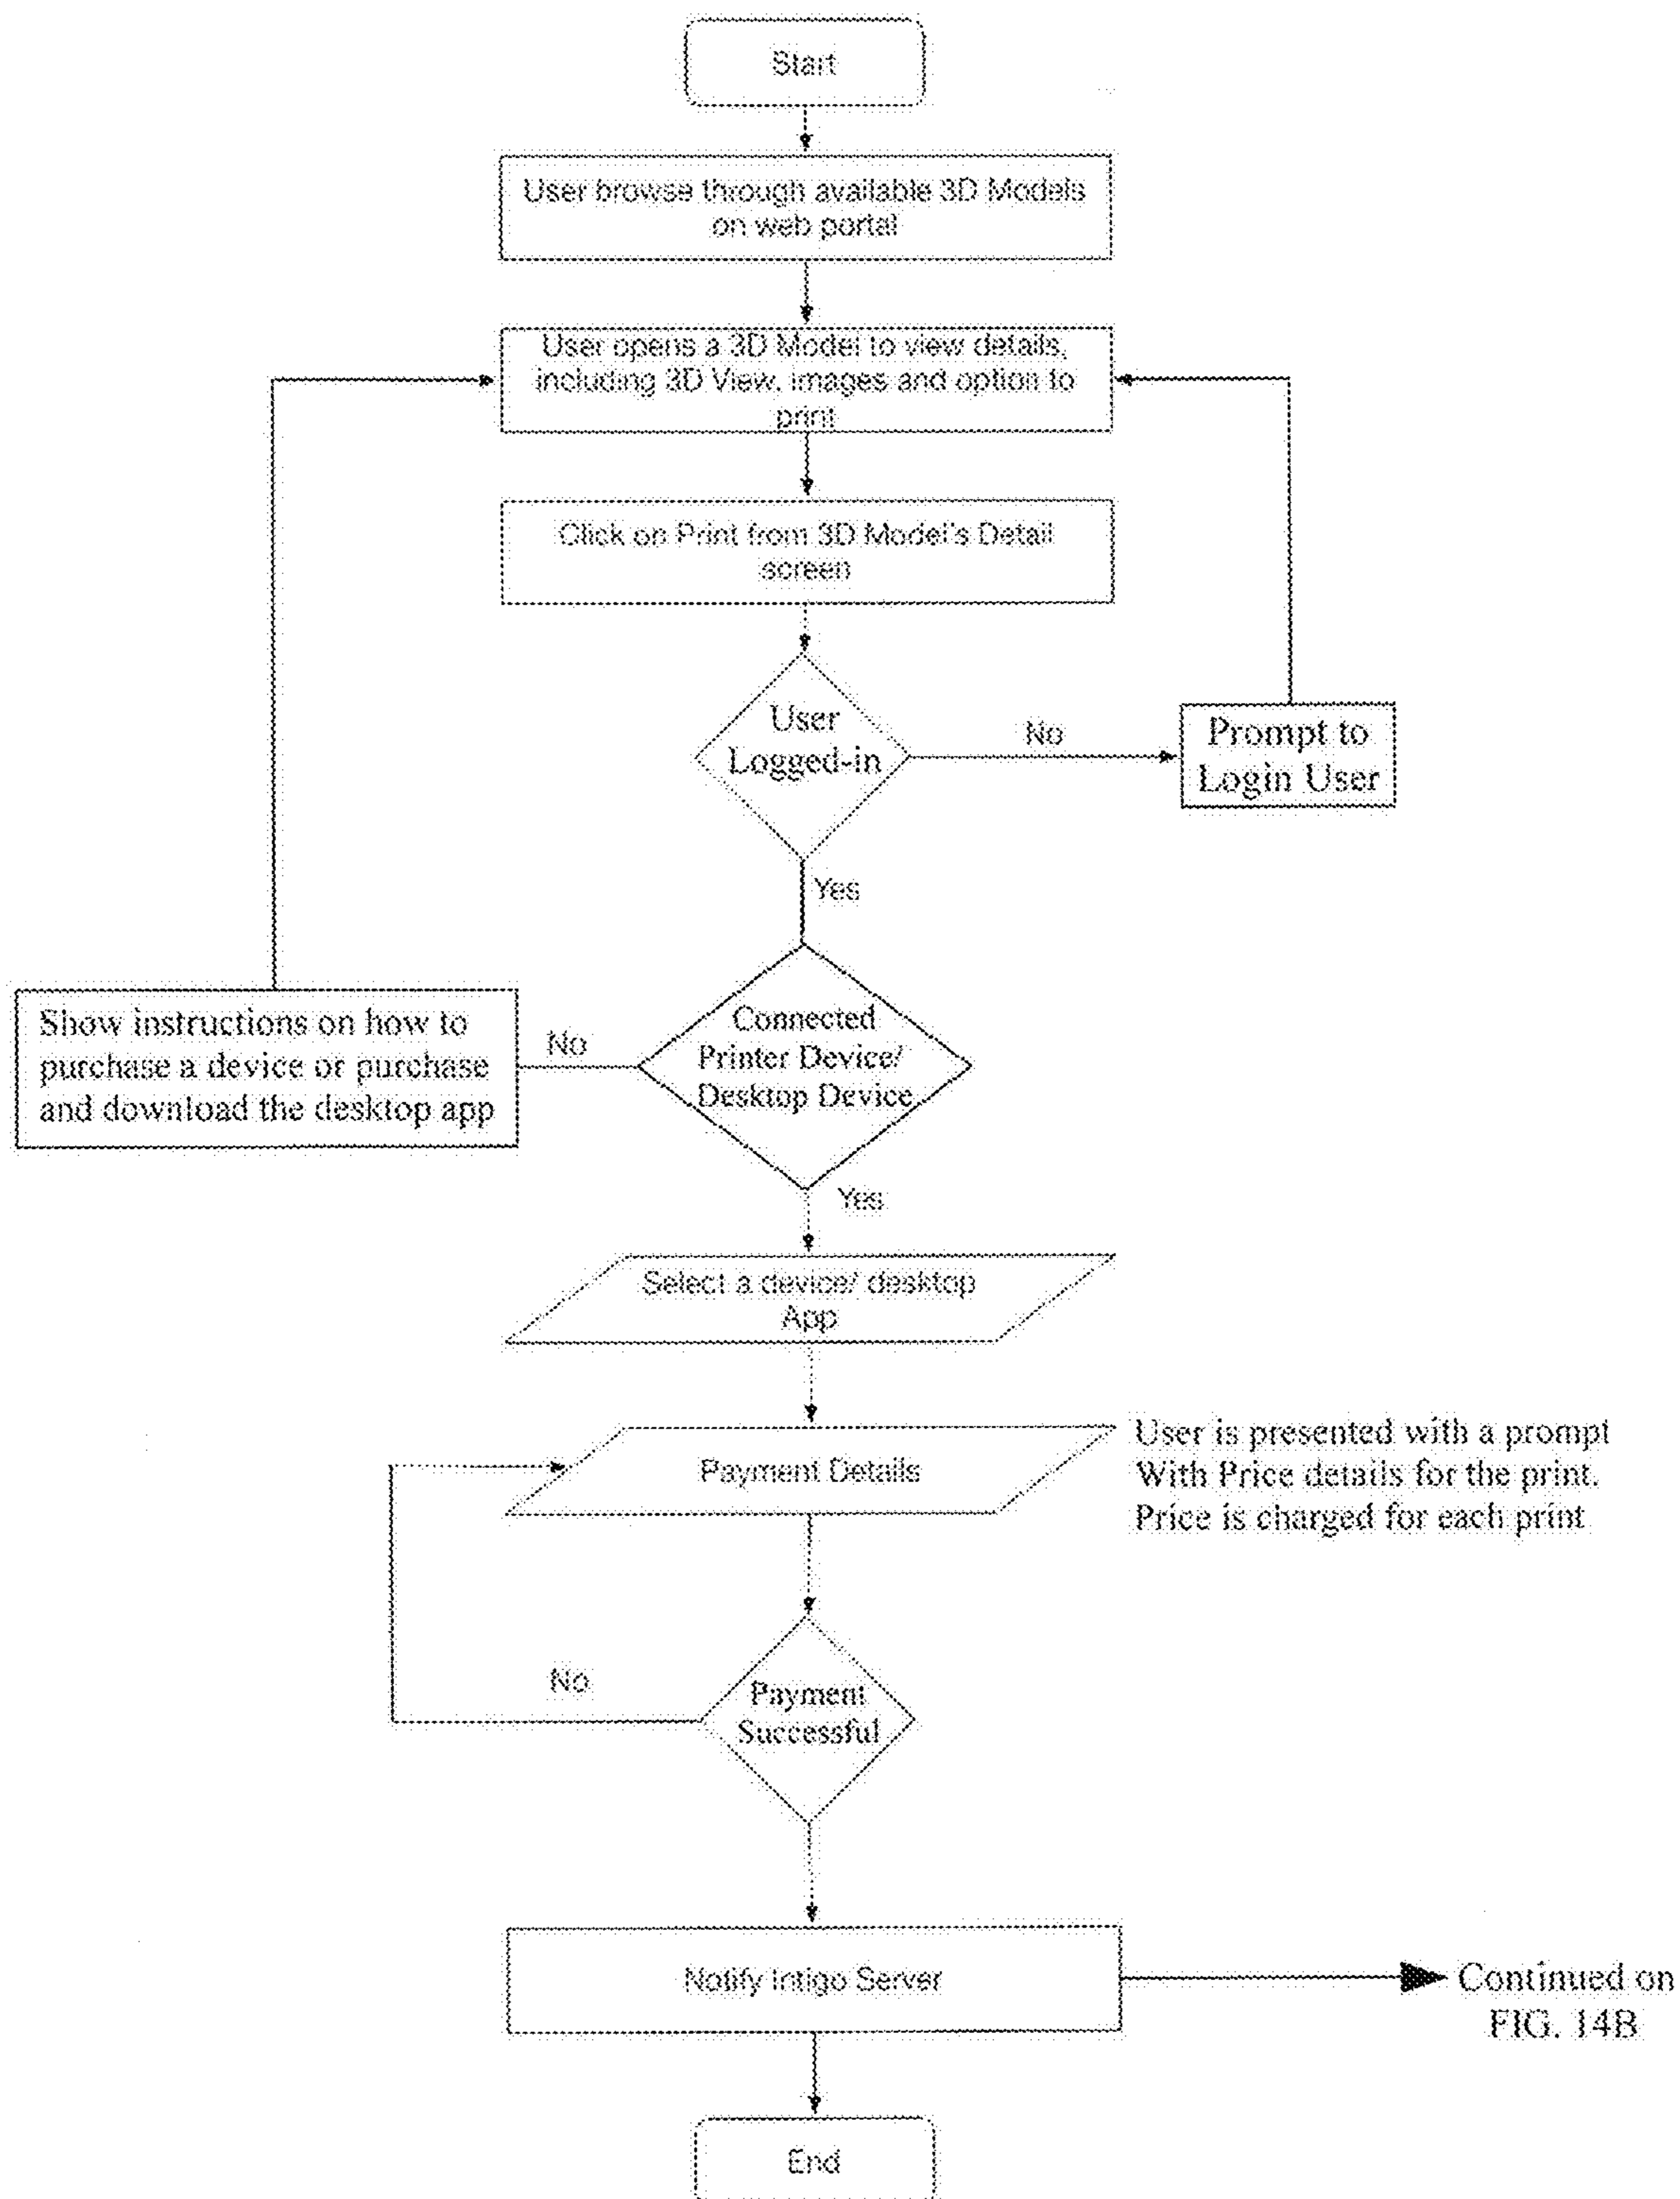 Start
User browse through available 3D Models
on web portal
User opens a 3D Model to view details,
including 3D View, images and option to
print
Click on Print from 3D Model's Detail
screen
User
Logged-in
No
Prompt to
Login User
Yes
Connected
Printer Device/
Desktop Device
No
Show instructions on how to
purchase a device or purchase
and download the desktop app
Yes
Select a device/ desktop
App
Payment Details
User is presented with a prompt
With Price details for the print.
Price is charged for each print
No
Payment
Successful
Notify Intigo Server
Continued on
FIG. 14B
End